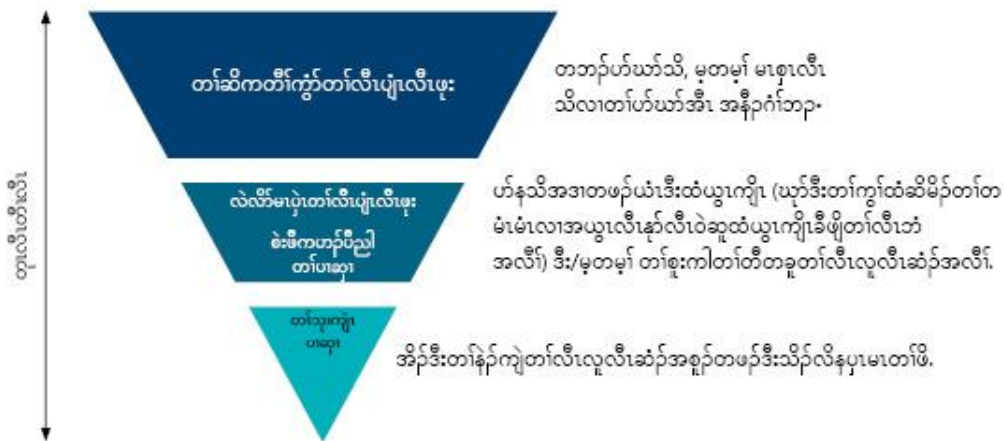 တၢ်ဆိကတီၢ်ကွံာ်တၢ်လီၤပျံၤလီၤဖုး
တဘၣ်ဟ်ဃာ်သိ, မ့တမ့ၢ် မၤစှၤလီၤ
သိလၢတၢ်ဟ်ဃာ်အီၤ အနီၣ်ဂံၢ်ဘၣ်.
တုၤလီၤတီၤလီၤ
လဲလိာ်မၤပှဲၤတၢ်လီၤပျံၤလီၤဖုး
စဲးဖီကဟၣ်ပီညါ
တၢ်ပၢဆှၢ
ဟ်နသိအဒၢတဖၣ်ယံၤဒီးထံယွၤကျိၤ (ဃုာ်ဒီးတၢ်ကွၢ်ထံဆိမိၣ်တၢ်တ
မံၤမံၤလၢအယွၤလီၤနုာ်လီၤဝဲဆူထံယွၤကျိၤခီဖျိတၢ်လီၤဘံ
အလီၢ်) ဒီး/မ့တမ့ၢ် တၢ်စူးကါတၢ်တီတခူတၢ်လီၤလူလီၤဆံၣ်အလီၢ်.
တၢ်သုးကျဲၤ
ပၢဆှၢ
အိၣ်ဒီးတၢ်နဲၣ်ကျဲတၢ်လီၤလူလီၤဆံၣ်အစူၣ်တဖၣ်ဒီးသိၣ်လိနပှၤမၤတၢ်ဖိ.